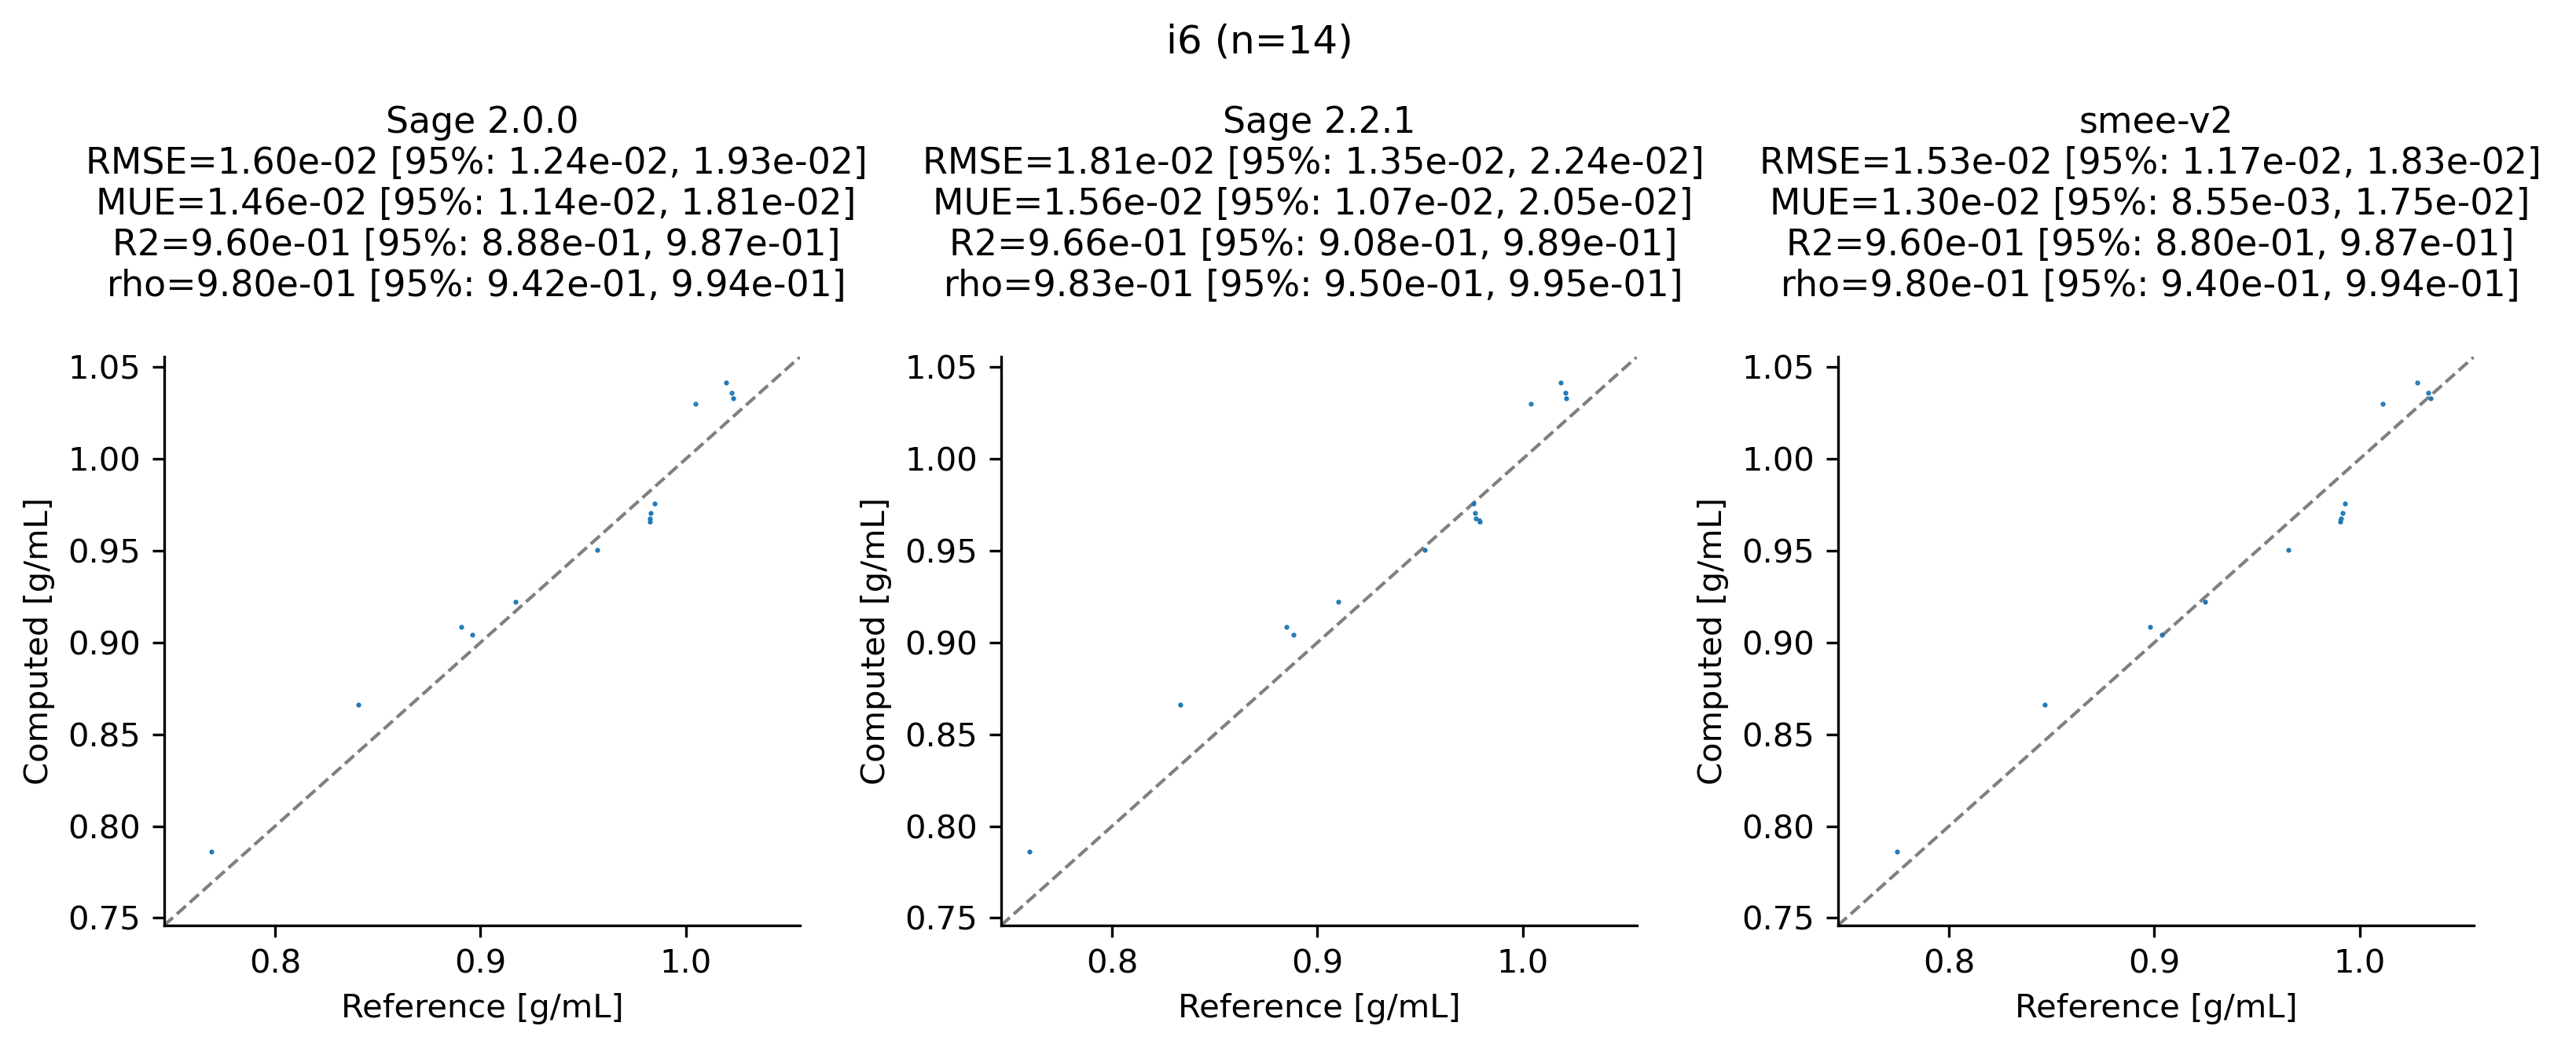 i6 (n=14)
Sage 2.0.0
RMSE=1.60e-02 [95%: 1.24e-02, 1.93e-02]
MUE=1.46e-02 [95%: 1.14e-02, 1.81e-02]
R2=9.60e-01 [95%: 8.88e-01, 9.87e-01]
rho=9.80e-01 [95%: 9.42e-01, 9.94e-01]
1.05
1.00
0.95
0.90
0.85
0.80
0.75
Computed [g/mL]
0.8
0.9
1.0
Reference [g/mL]
Sage 2.2.1
RMSE=1.81e-02 [95%: 1.35e-02, 2.24e-02]
MUE=1.56e-02 [95%: 1.07e-02, 2.05e-02]
R2=9.66e-01 [95%: 9.08e-01, 9.89e-01]
rho=9.83e-01 [95%: 9.50e-01, 9.95e-01]
1.05
1.00
0.95
0.90
0.85
0.80
0.75
Computed [g/mL]
0.8
0.9
1.0
Reference [g/mL]
smee-v2
RMSE=1.53e-02 [95%: 1.17e-02, 1.83e-02]
MUE=1.30e-02 [95%: 8.55e-03, 1.75e-02]
R2=9.60e-01 [95%: 8.80e-01, 9.87e-01]
rho=9.80e-01 [95%: 9.40e-01, 9.94e-01]
1.05
1.00
0.95
0.90
0.85
0.80
0.75
Computed [g/mL]
0.8
0.9
1.0
Reference [g/mL]